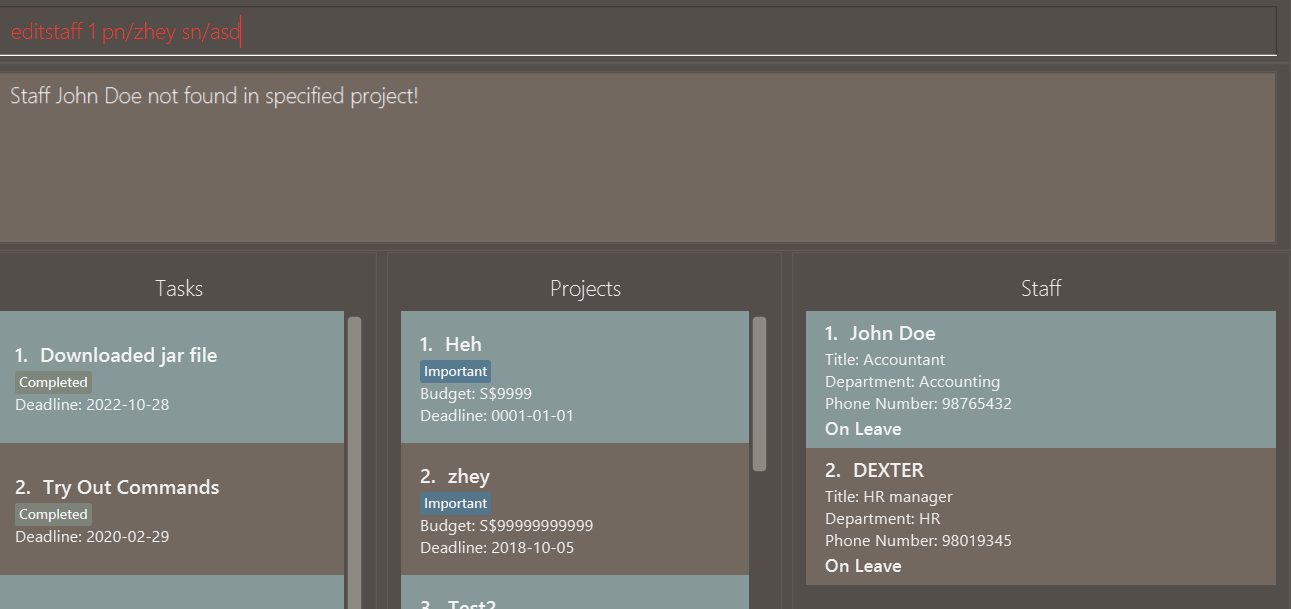 editstaff 1 pn/zhey sn/asd
Staff John Doe not found in specified project!
Tasks
1. Downloaded jar file
Completed
Deadline: 2022-10-28
2. Try Out Commands
Completed
Deadline: 2020-02-29
Projects
1. Heh
Important
Budget: S$9999
Deadline: 0001-01-01
2. zhey
Important
Budget: S$99999999999
Deadline: 2018-10-05
3. Test2
Staff
1. John Doe
Title: Accountant
Department: Accounting
Phone Number: 98765432
On Leave
2. DEXTER
Title: HR manager
Department: HR
Phone Number: 98019345
On Leave